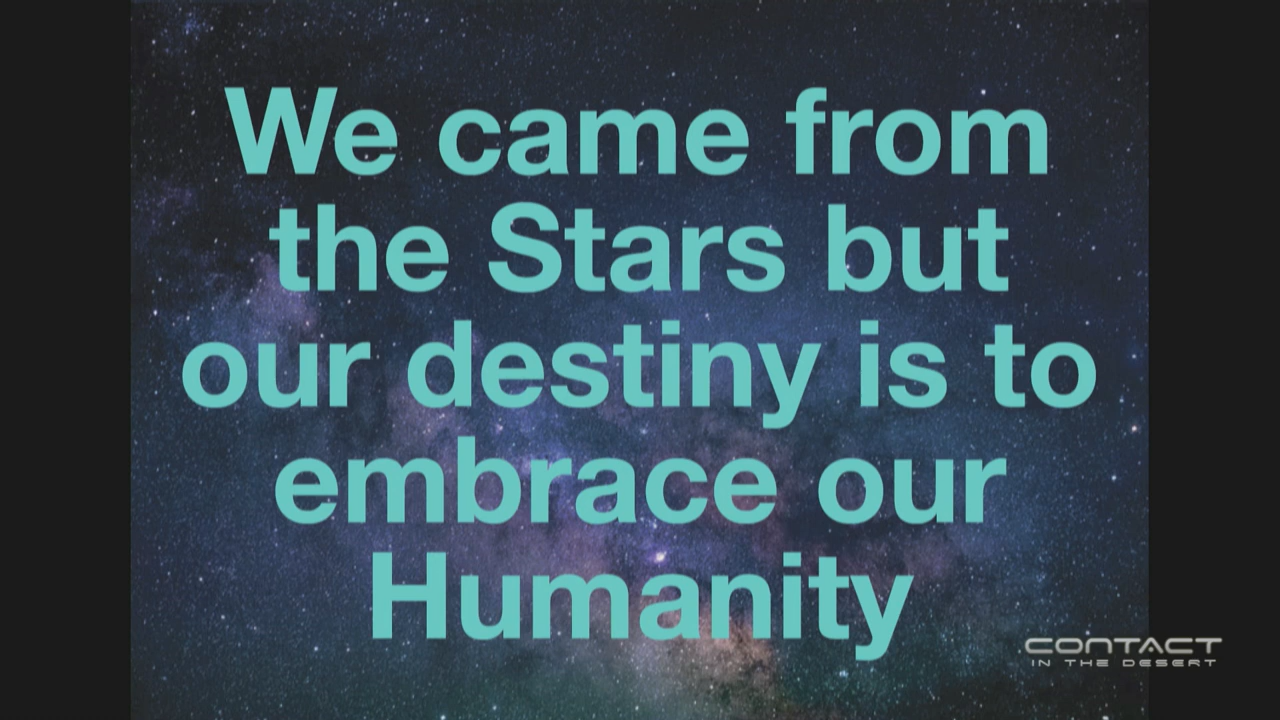 We came from
the Stars but
our destiny is to
embrace our
Humanity
CONTACT
IN THE DESERT